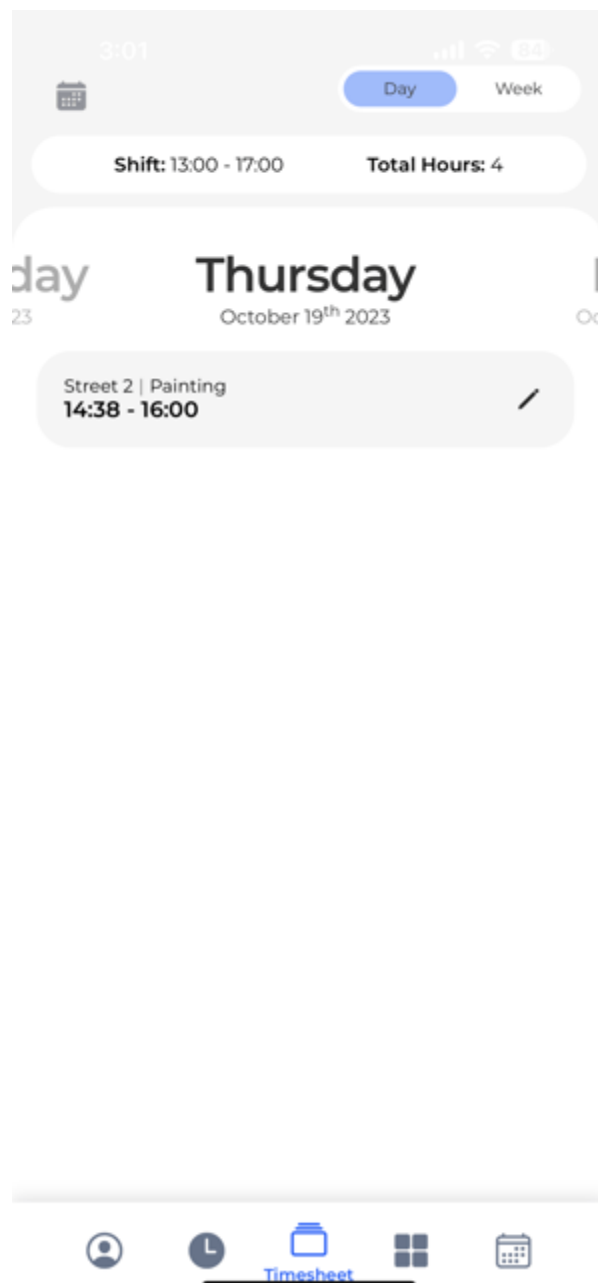 3:01 84
Day Week
Shift: 13:00 - 17:00 Total Hours: 4
day Thursday
23 October 19th 2023 Oc
Street 2 | Painting
14:38 - 16:00
Timesheet